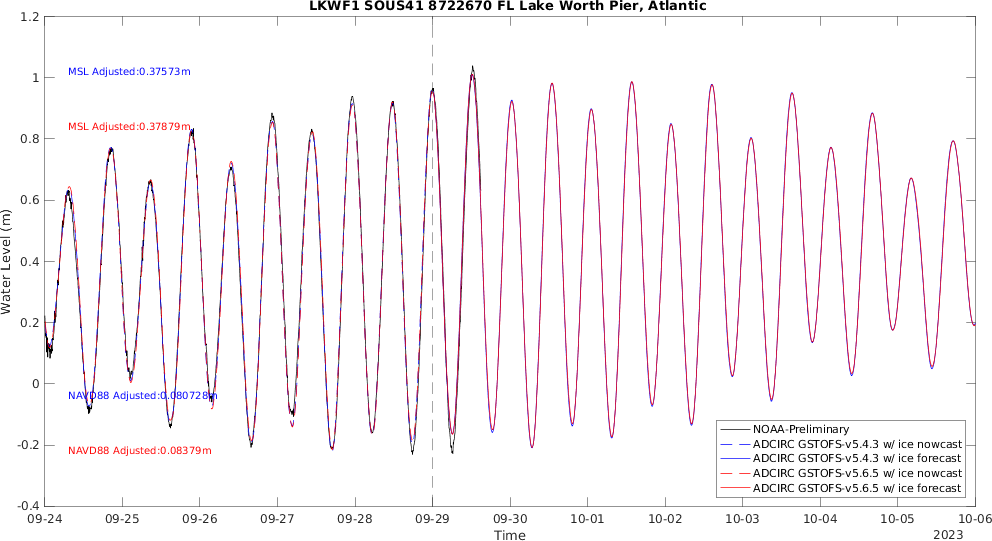 LKWF1 SOUS41 8722670 FL Lake Worth Pier, Atlantic
1.2
1
0.8
0.6
0.4
0.2
0
-0.2
-0.4
Water Level (m)
MSL Adjusted:0.37573m
MSL Adjusted:0.37879m
NAVD88 Adjusted:0.080728m
NAVD88 Adjusted:0.08379m
NOAA-Preliminary
ADCIRC GSTOFS-v5.4.3 w/ ice nowcast
ADCIRC GSTOFS-v5.4.3 w/ ice forecast
ADCIRC GSTOFS-v5.6.5 w/ ice nowcast
ADCIRC GSTOFS-v5.6.5 w/ ice forecast
09-24 09-25 09-26 09-27 09-28 09-29 09-30 10-01 10-02 10-03 10-04 10-05 10-06
Time
2023